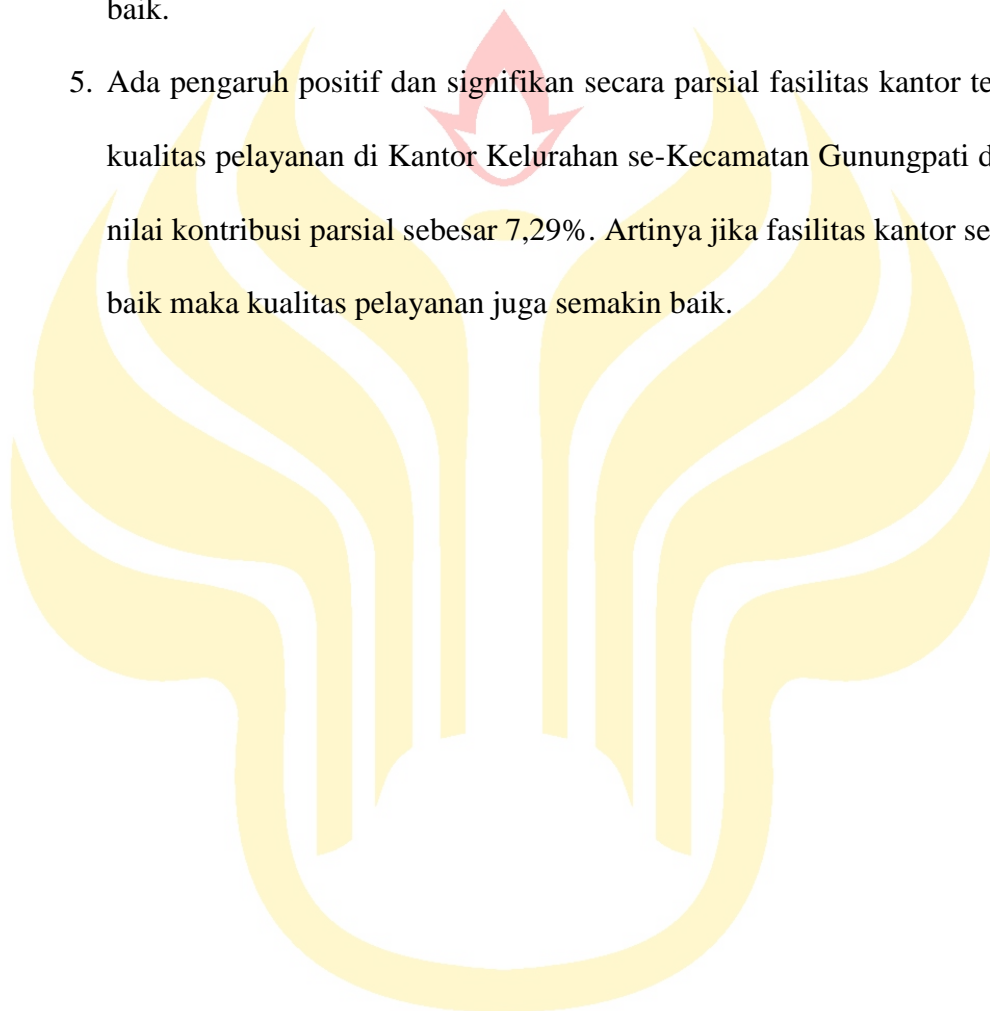 baik.
5. Ada pengaruh positif dan signifikan secara parsial fasilitas kantor te
kualitas pelayanan di Kantor Kelurahan se-Kecamatan Gunungpati d
nilai kontribusi parsial sebesar 7,29%. Artinya jika fasilitas kantor se
baik maka kualitas pelayanan juga semakin baik.